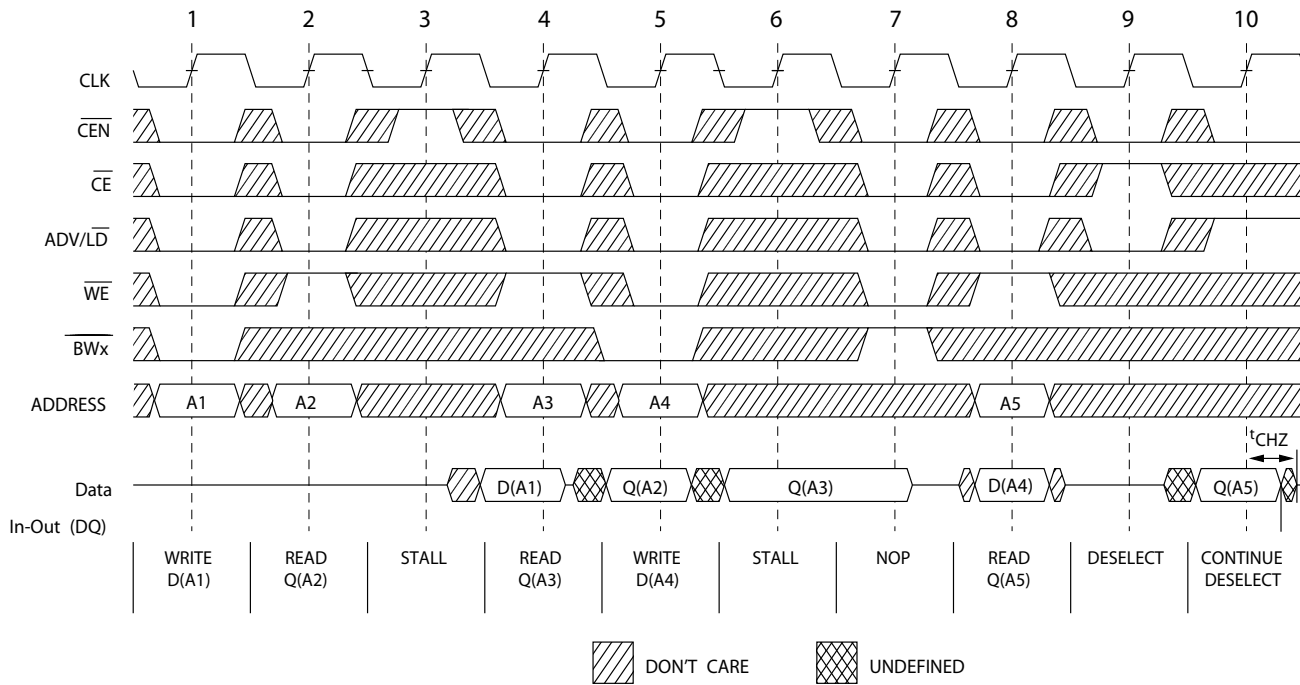 1 2 3 4 5 6 7 8 9 10
CLK
CEN
CE
ADV/LD
WE
BWx
ADDRESS A1 A2 A3 A4 A5
tCHZ
Data D(A1) Q(A2) Q(A3) D(A4) Q(A5)
In-Out (DQ)
WRITE READ STALL READ WRITE STALL NOP READ DESELECT CONTINUE
D(A1) Q(A2) Q(A3) D(A4) Q(A5) DESELECT
DON'T CARE UNDEFINED